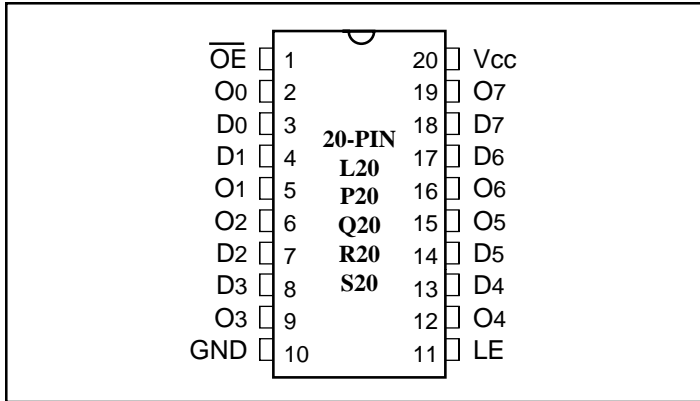 OE 1 20 Vcc
O0 2 19 O7
D0 3 18 D7
20-PIN
D1 4 17 D6
L20
O1 5 16 O6
P20
O2 6 15 O5
Q20
D2 7 14 D5
R20
D3 8 13 D4
S20
O3 9 12 O4
GND 10 11 LE